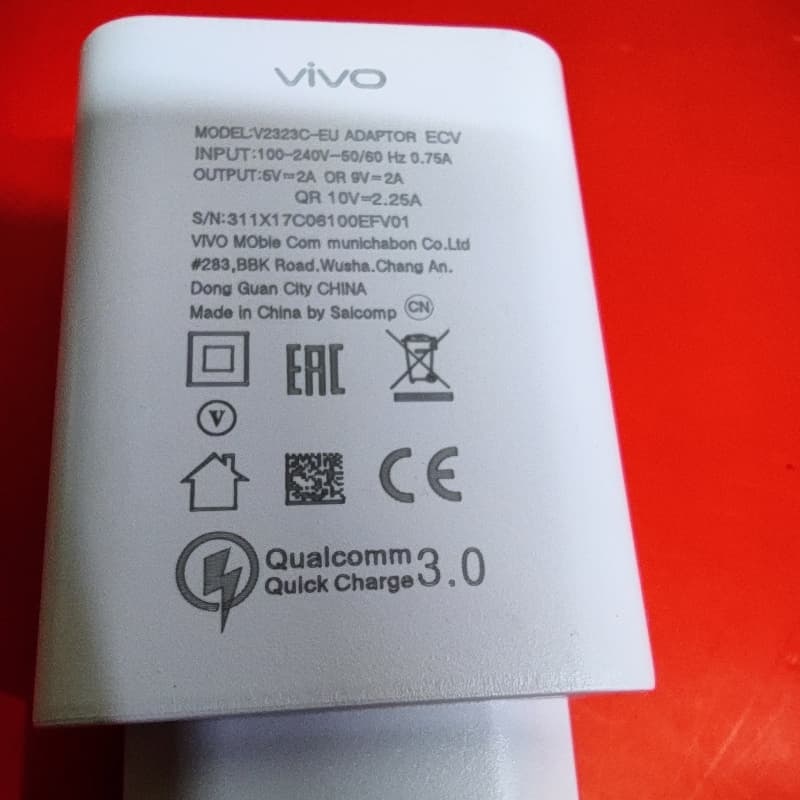 vivo
MODEL:V2323C-EU ADAPTOR ECV
INPUT:100-240V-50/60 Hz 0.75A
OUTPUT:5V=2A OR 9V=2A
QR 10V=2.25A
S/N:311X17C06100EFV01
VIVO MOble Com munichabon Co.Ltd
#283,BBK Road.Wusha.Chang An.
Dong Guan City CHINA
Made in China by Saicomp CN
EAC
V
CE
Qualcomm
Quick Charge 3.0